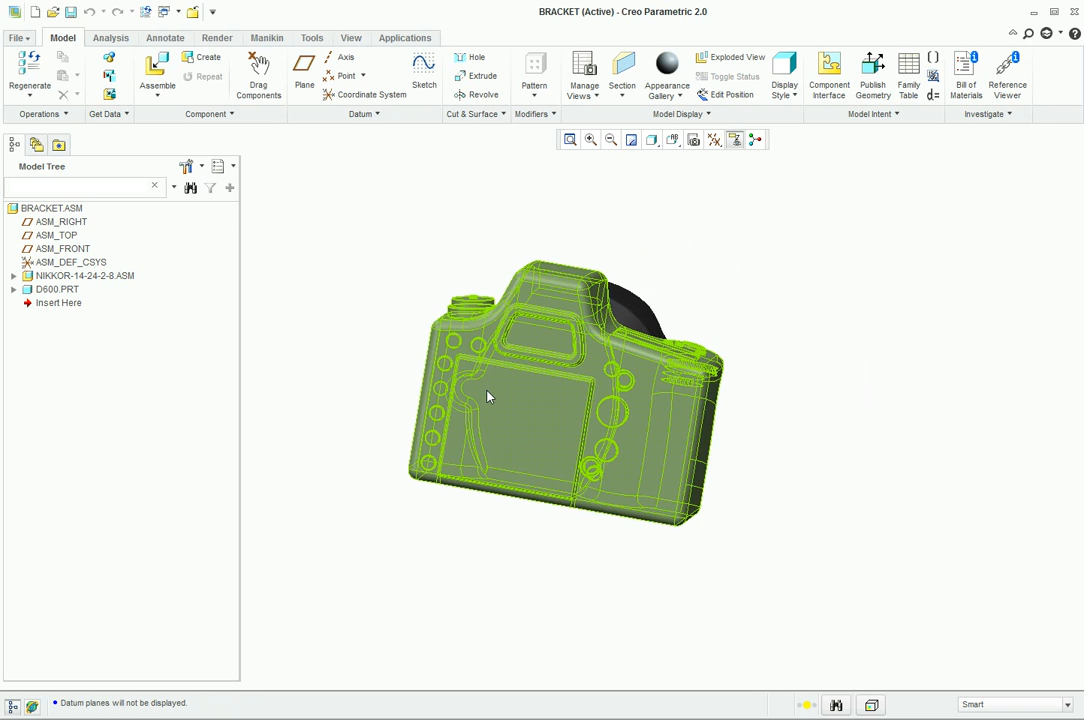 BRACKET (Active) - Creo Parametric 2.0
File
Model
Analysis
Annotate
Render
Manikin
Tools
View
Applications
Regenerate
Assemble
Create
Repeat
Drag
Components
Plane
Axis
Point
Coordinate System
Sketch
Hole
Extrude
Revolve
Pattern
Manage
Views
Section
Appearance
Gallery
Exploded View
Toggle Status
Edit Position
Display
Style
Component
Interface
Publish
Geometry
Family
Table
Bill of
Materials
Reference
Viewer
Operations
Get Data
Component
Datum
Cut & Surface
Modifiers
Model Display
Model Intent
Investigate
Model Tree
BRACKET.ASM
ASM_RIGHT
ASM_TOP
ASM_FRONT
ASM_DEF_CSYS
NIKKOR-14-24-2-8.ASM
D600.PRT
Insert Here
Datum planes will not be displayed.
Smart